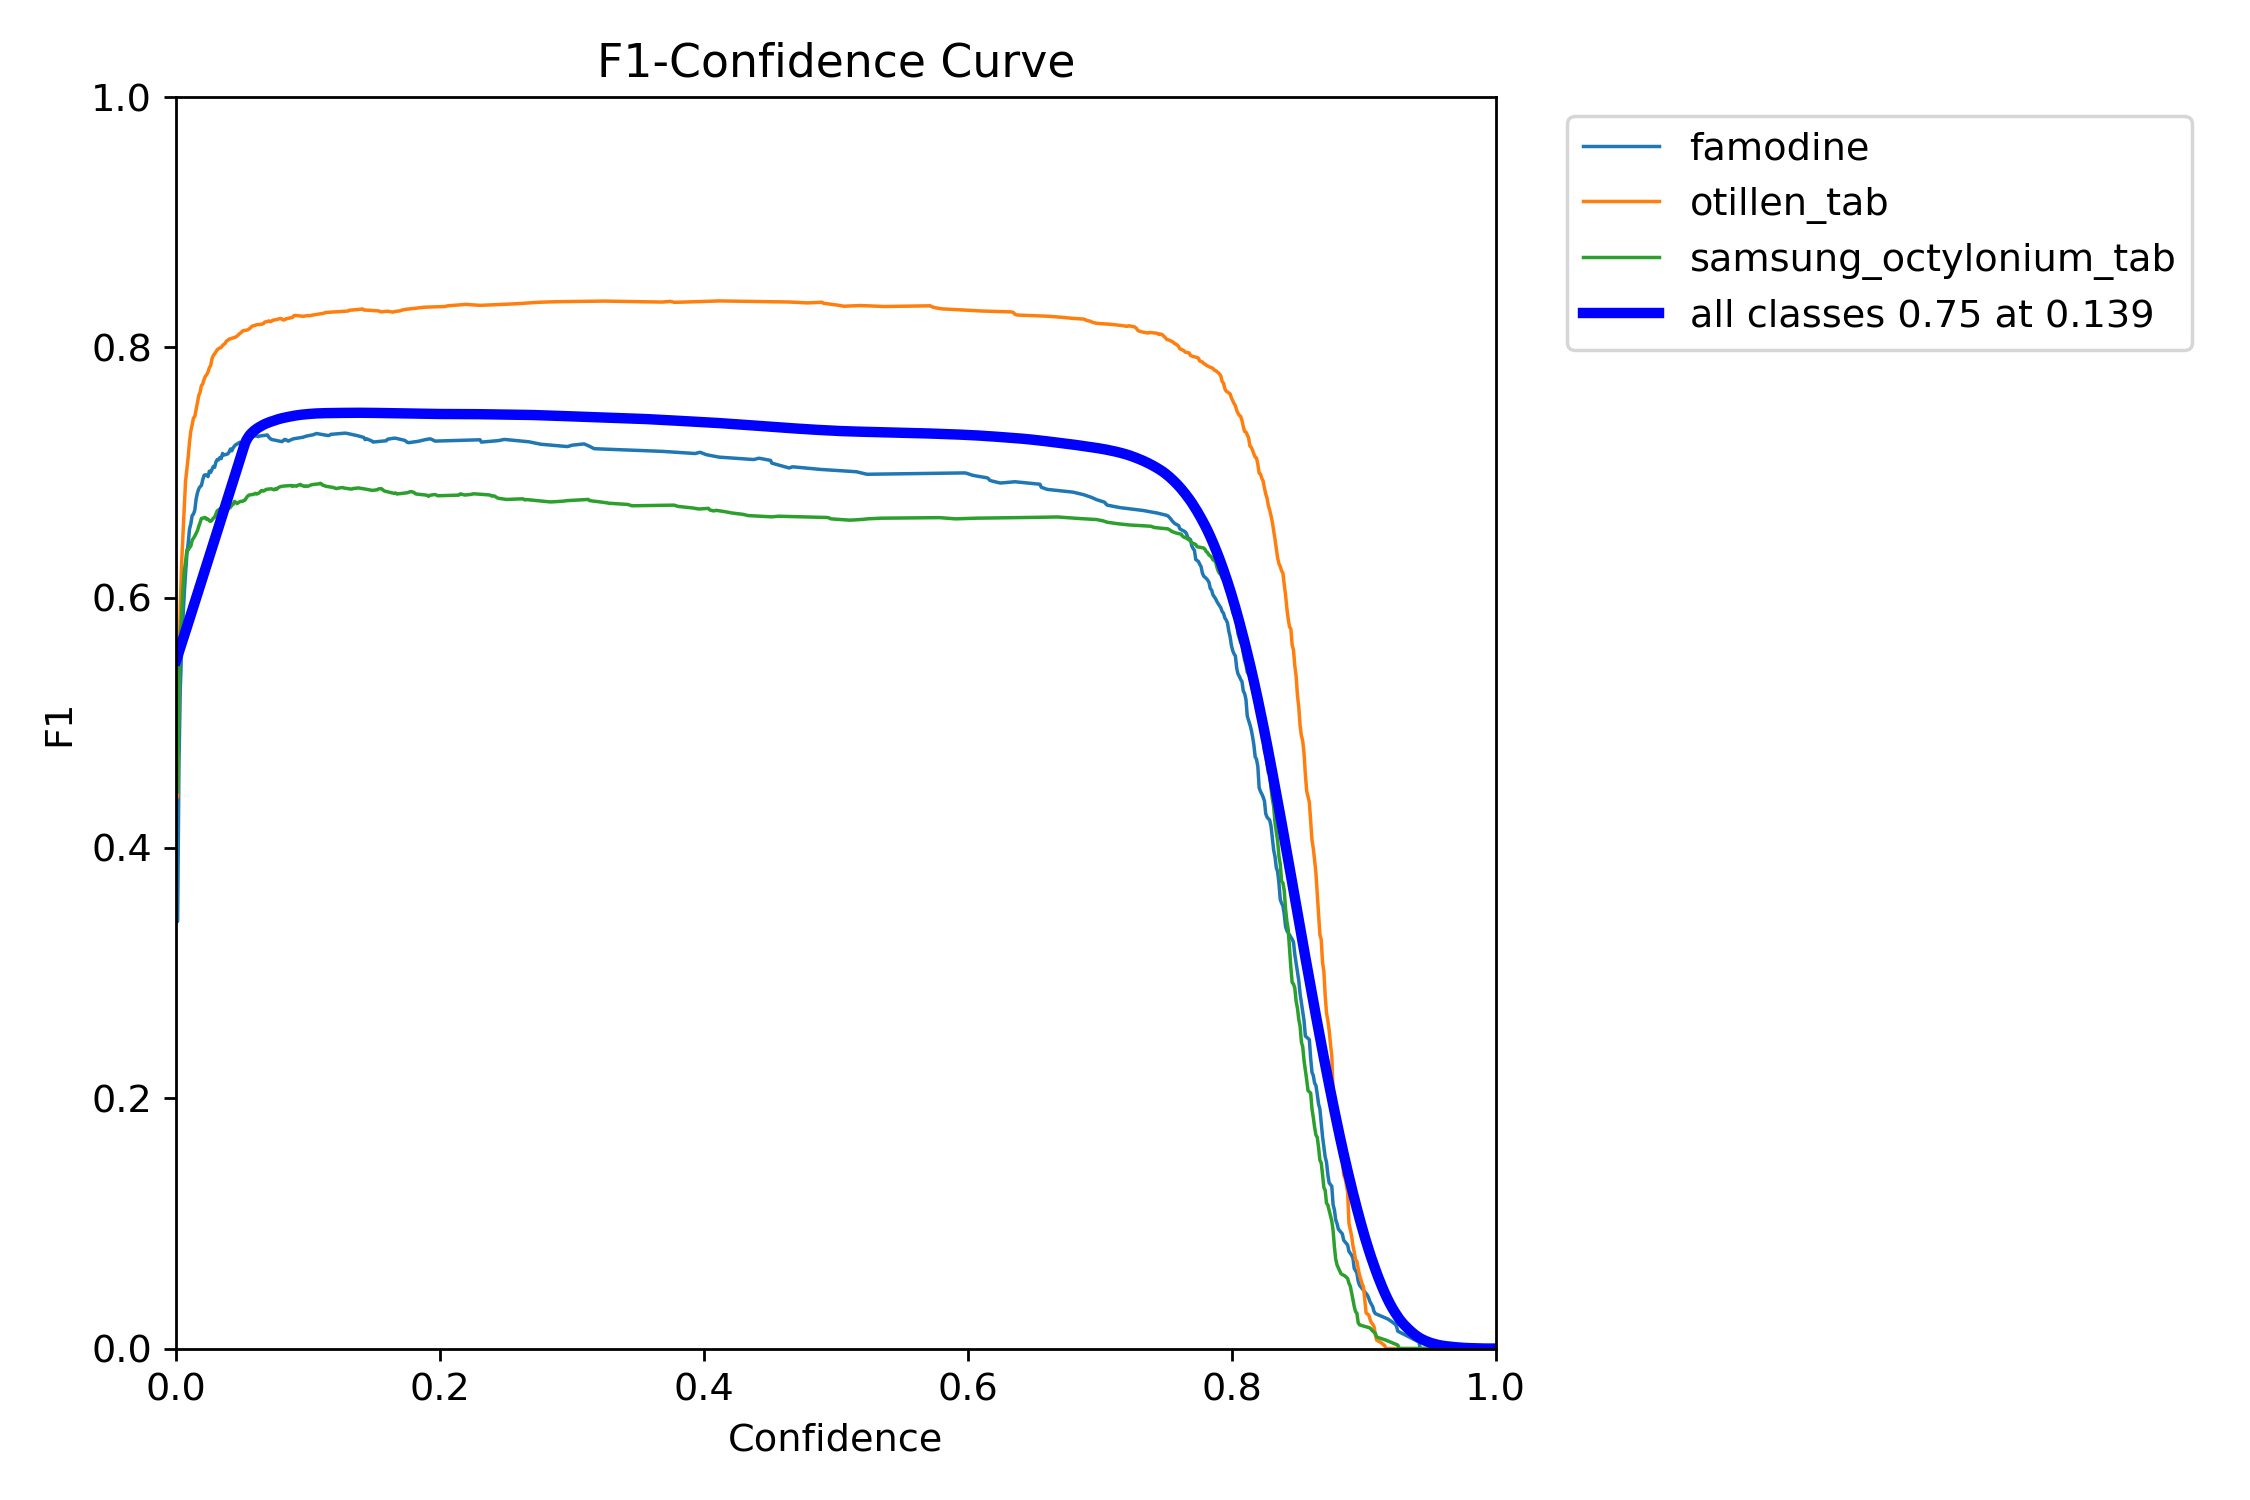 F1-Confidence Curve
famodine
otillen_tab
samsung_octylonium_tab
all classes 0.75 at 0.139
1.0
0.8
0.6
0.4
0.2
0.0
F1
0.0 0.2 0.4 0.6 0.8 1.0
Confidence